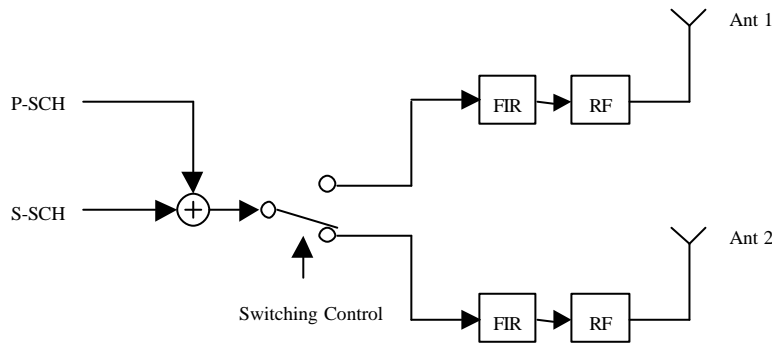 Ant 1
FIR
RF
P-SCH
S-SCH
Ant 2
Switching Control
FIR
RF